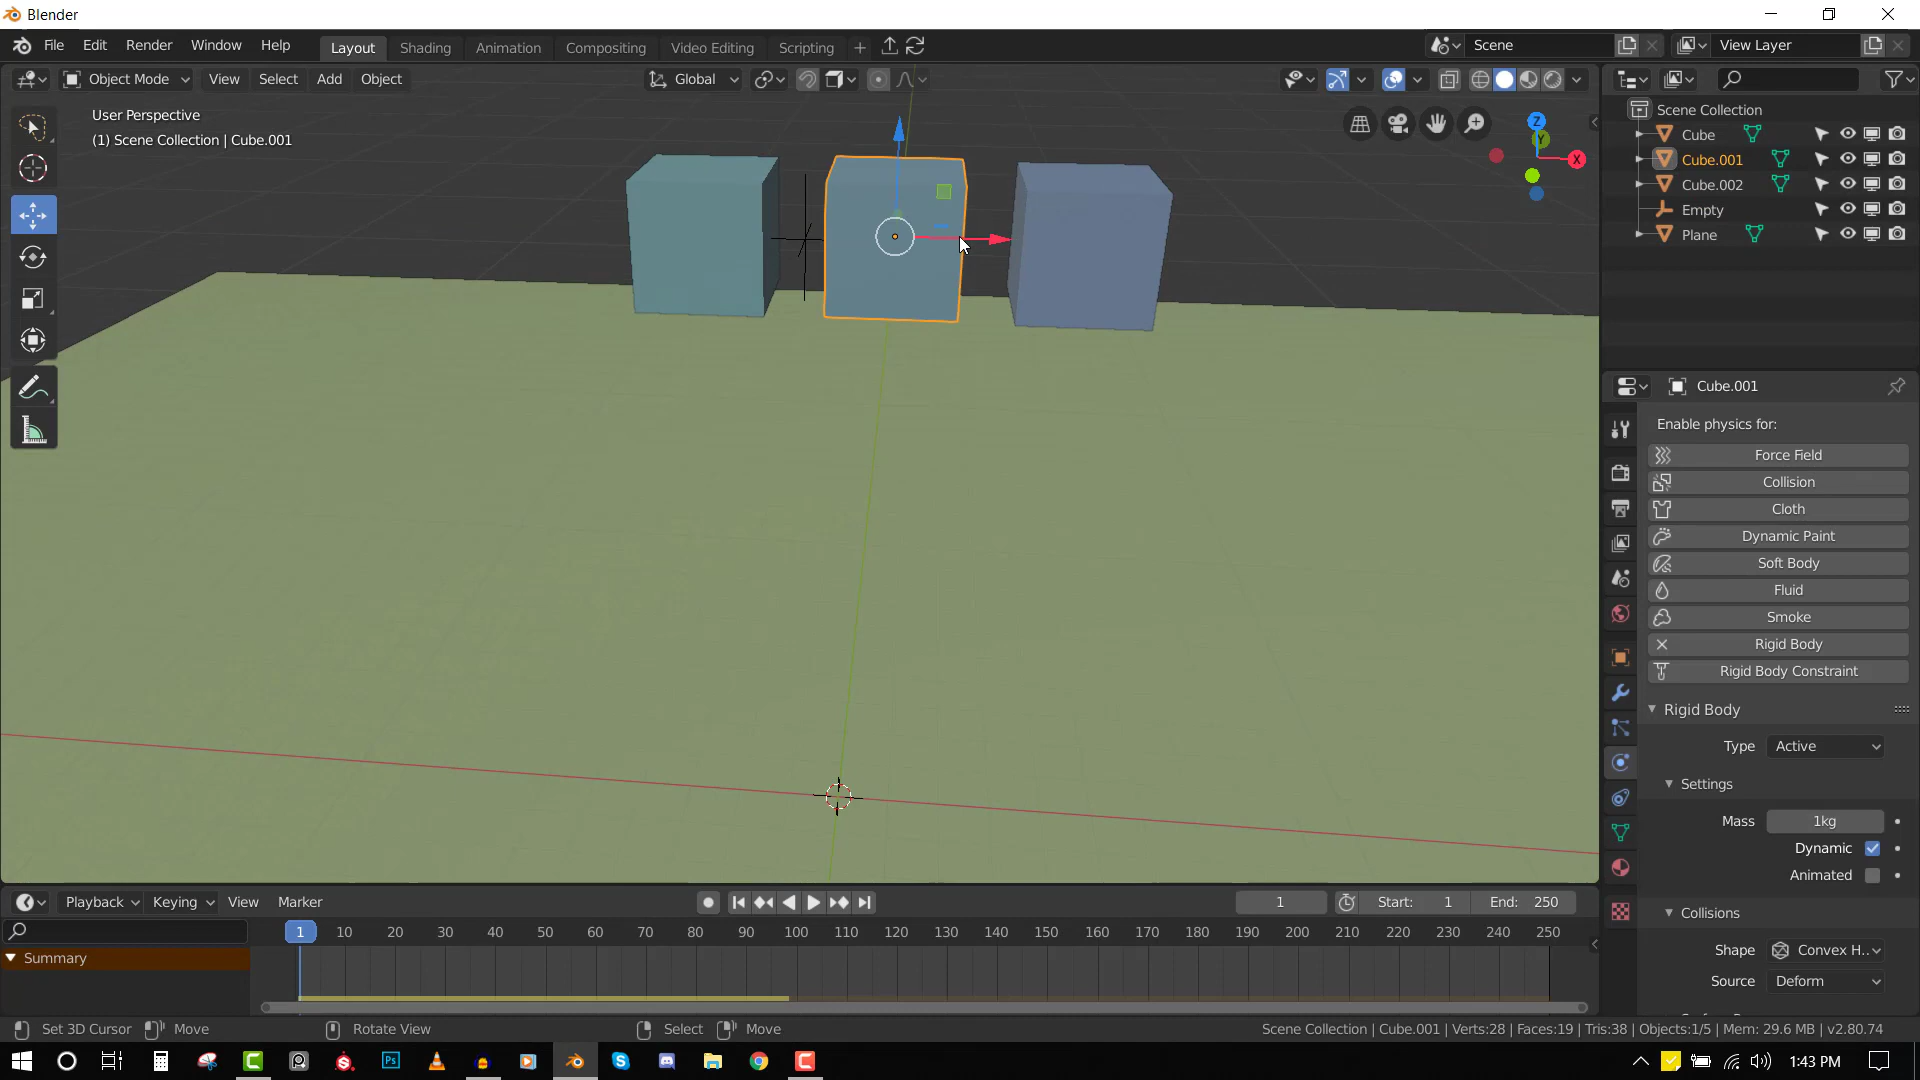 Blender
File Edit Render Window Help
Layout Shading Animation Compositing Video Editing Scripting
Scene
View Layer
Object Mode View Select Add Object
Global
User Perspective
(1) Scene Collection | Cube.001
Z
Y
X
Scene Collection
Cube
Cube.001
Cube.002
Empty
Plane
Cube.001
Enable physics for:
Force Field
Collision
Cloth
Dynamic Paint
Soft Body
Fluid
Smoke
Rigid Body
Rigid Body Constraint
Rigid Body
Type Active
Settings
Mass 1kg
Dynamic
Animated
Collisions
Shape Convex H..
Source Deform
Playback Keying View Marker
1
Start: 1
End: 250
1 10 20 30 40 50 60 70 80 90 100 110 120 130 140 150 160 170 180 190 200 210 220 230 240 250
Summary
Set 3D Cursor Move Rotate View Select Move
Scene Collection | Cube.001 | Verts:28 | Faces:19 | Tris:38 | Objects:1/5 | Mem: 29.6 MB | v2.80.74
1:43 PM